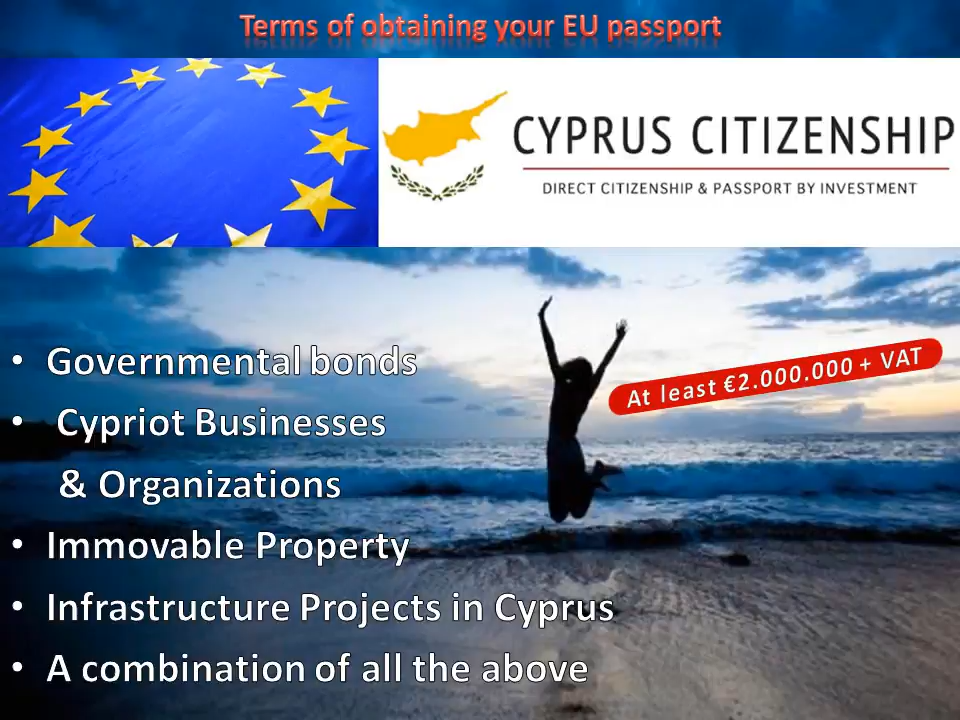 Terms of obtaining your EU passport
CYPRUS CITIZENSHIP
DIRECT CITIZENSHIP & PASSPORT BY INVESTMENT
At least €2.000.000 + VAT
• Governmental bonds
• Cypriot Businesses
& Organizations
• Immovable Property
• Infrastructure Projects in Cyprus
• A combination of all the above